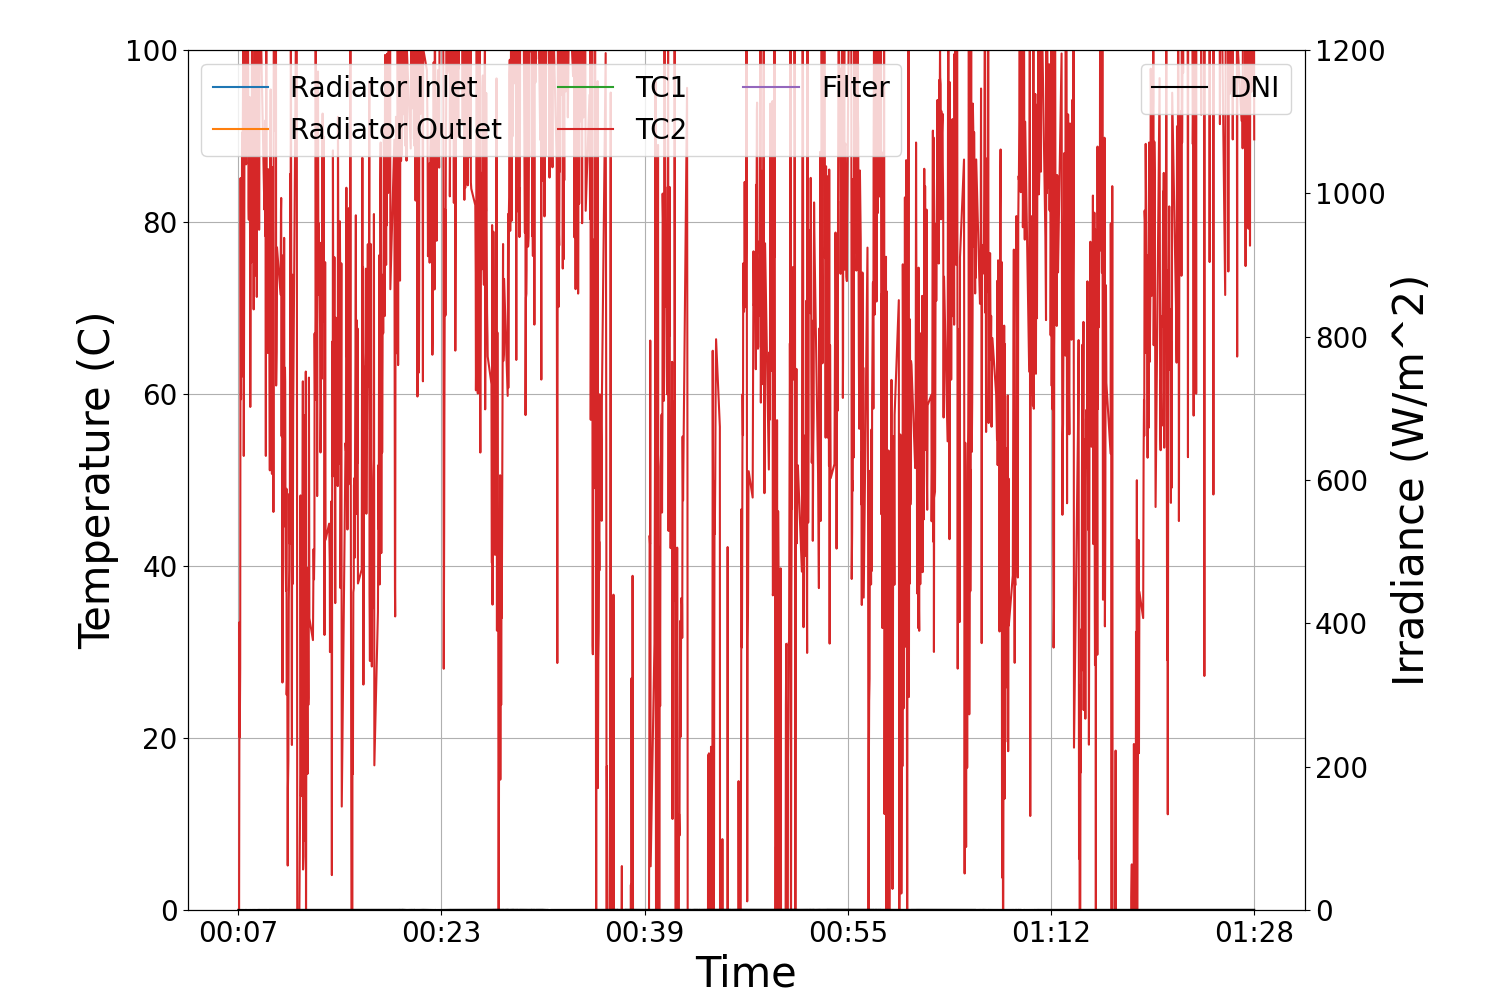 100
80
60
40
20
0
Temperature (C)
Radiator Inlet
Radiator Outlet
TC1
TC2
Filter
DNI
1200
1000
800
600
400
200
0
Irradiance (W/m^2)
00:07
00:23
00:39
00:55
01:12
01:28
Time